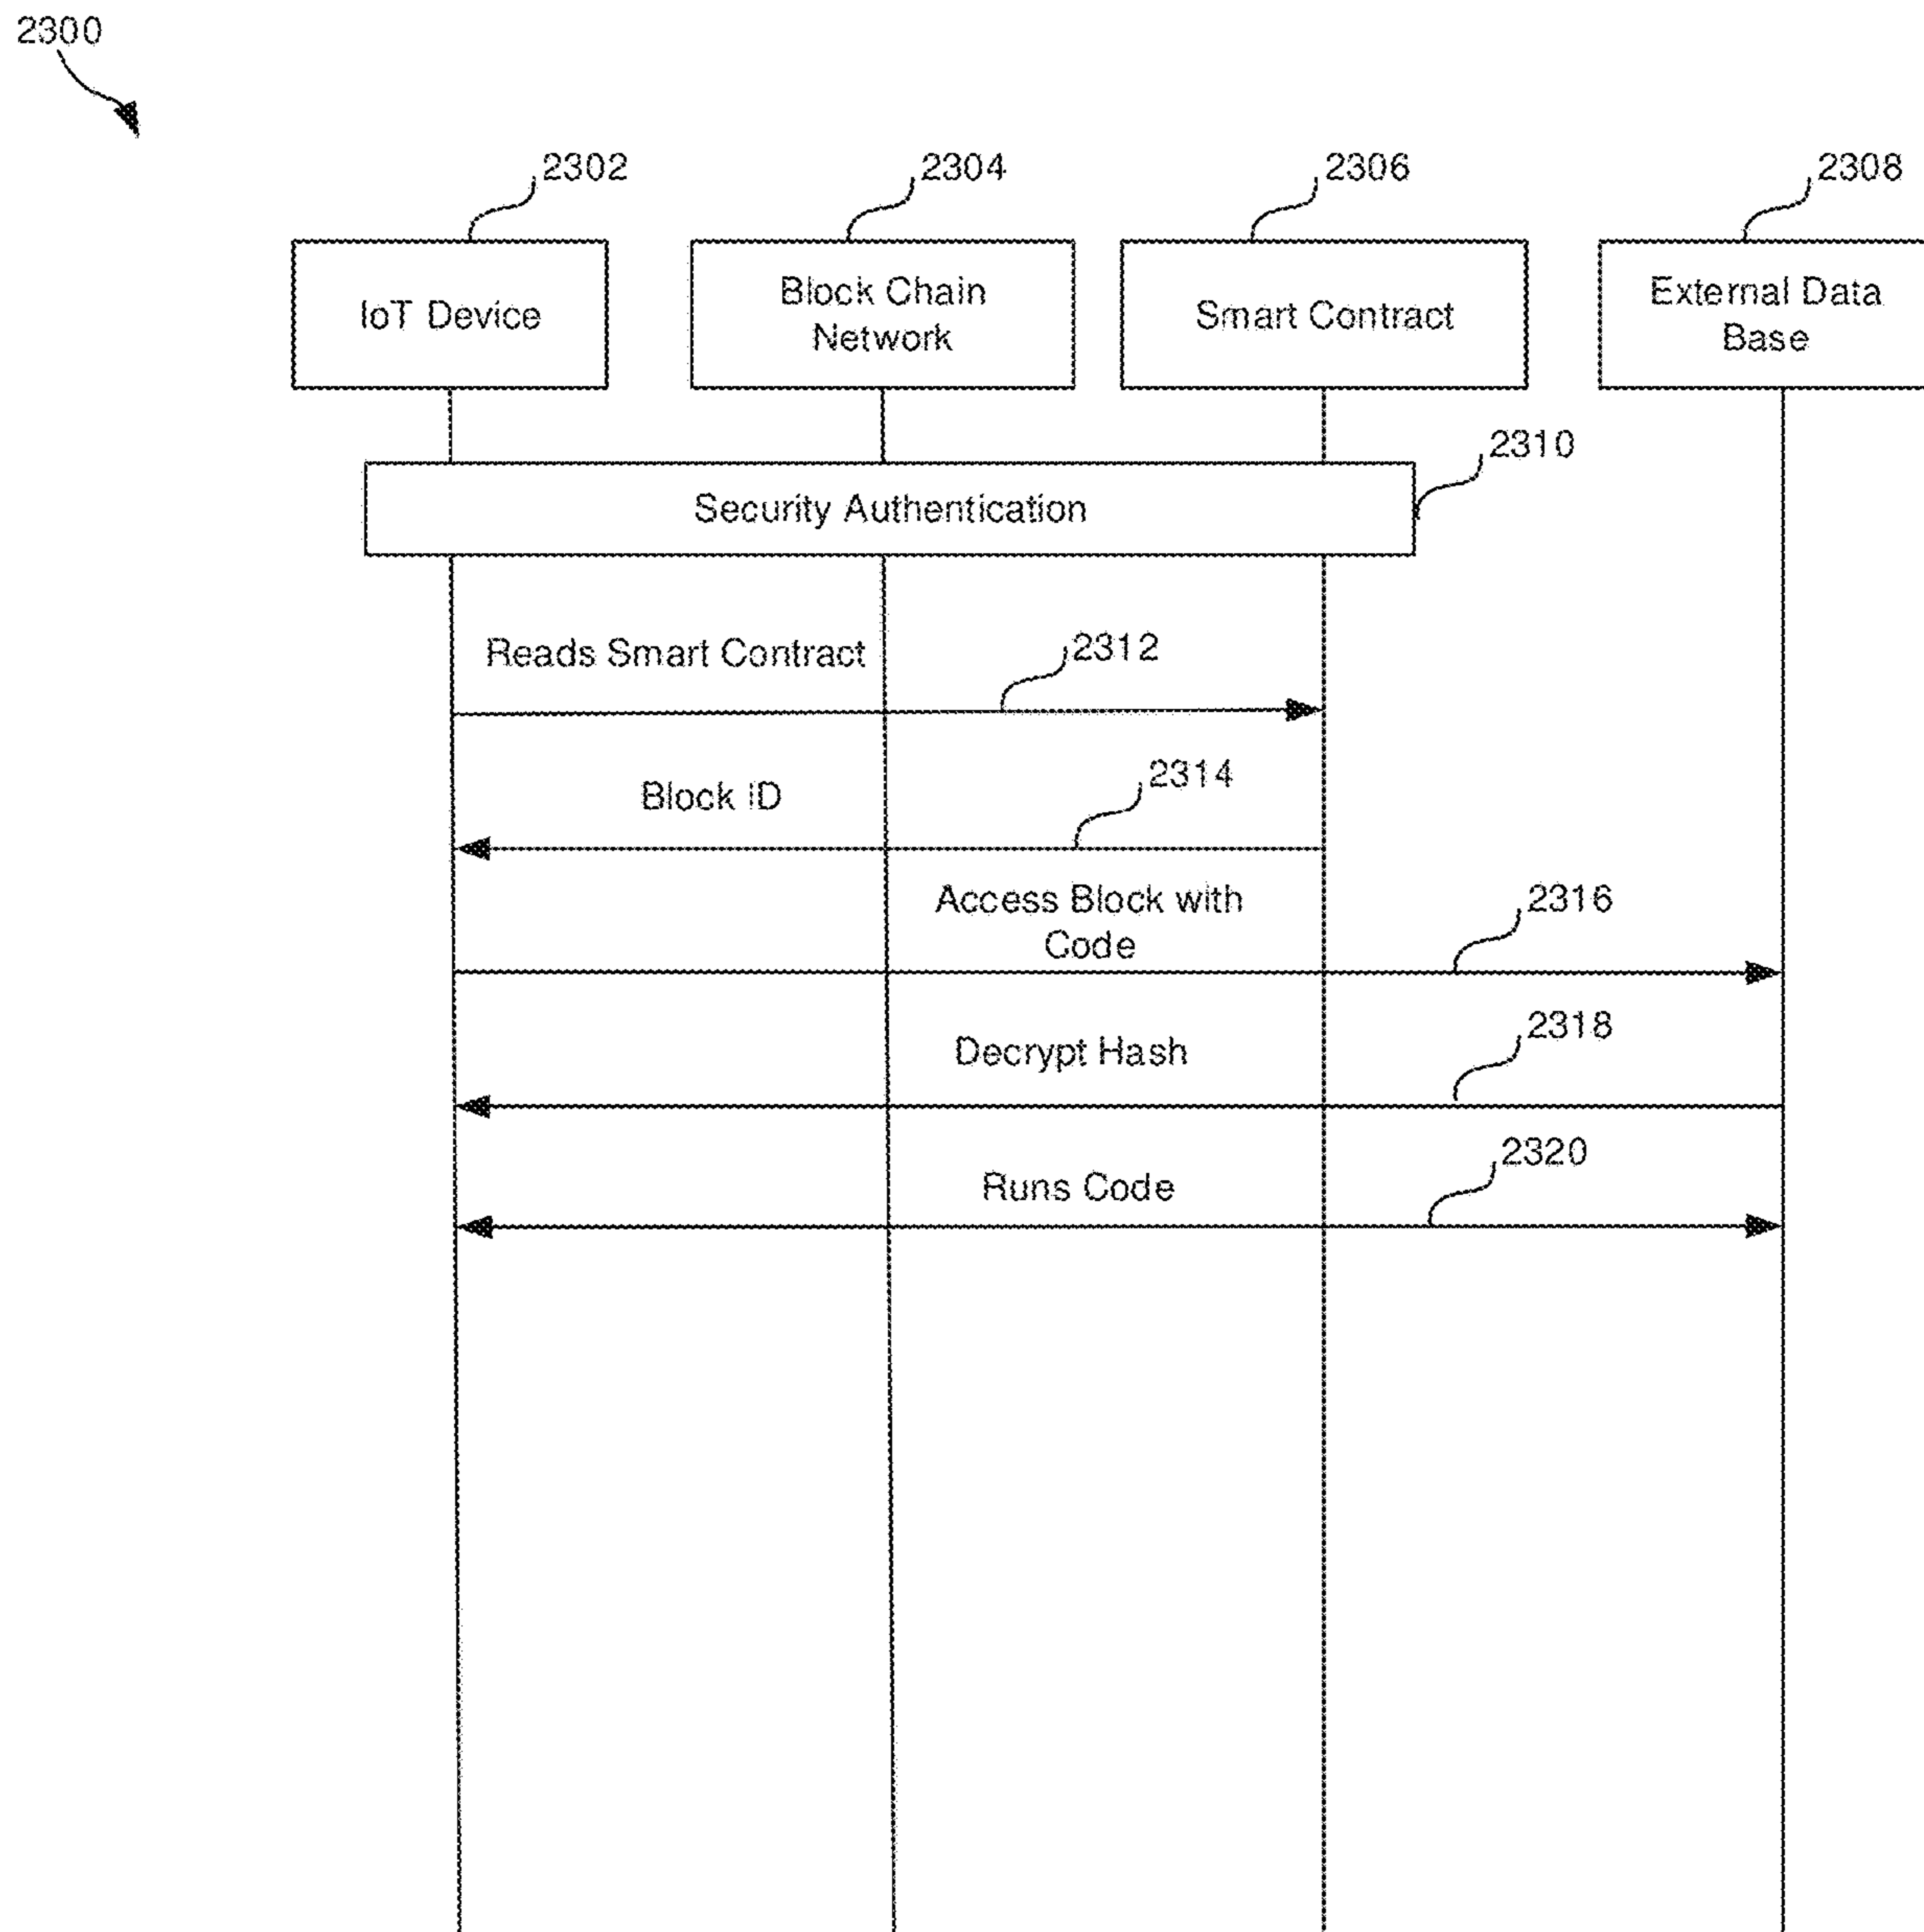 2300
2302
2304
2306
2308
IoT Device
Block Chain
Network
Smart Contract
External Data
Base
2310
Security Authentication
Reads Smart Contract
2312
Block ID
2314
Access Block with
Code
2316
Decrypt Hash
2318
Runs Code
2320